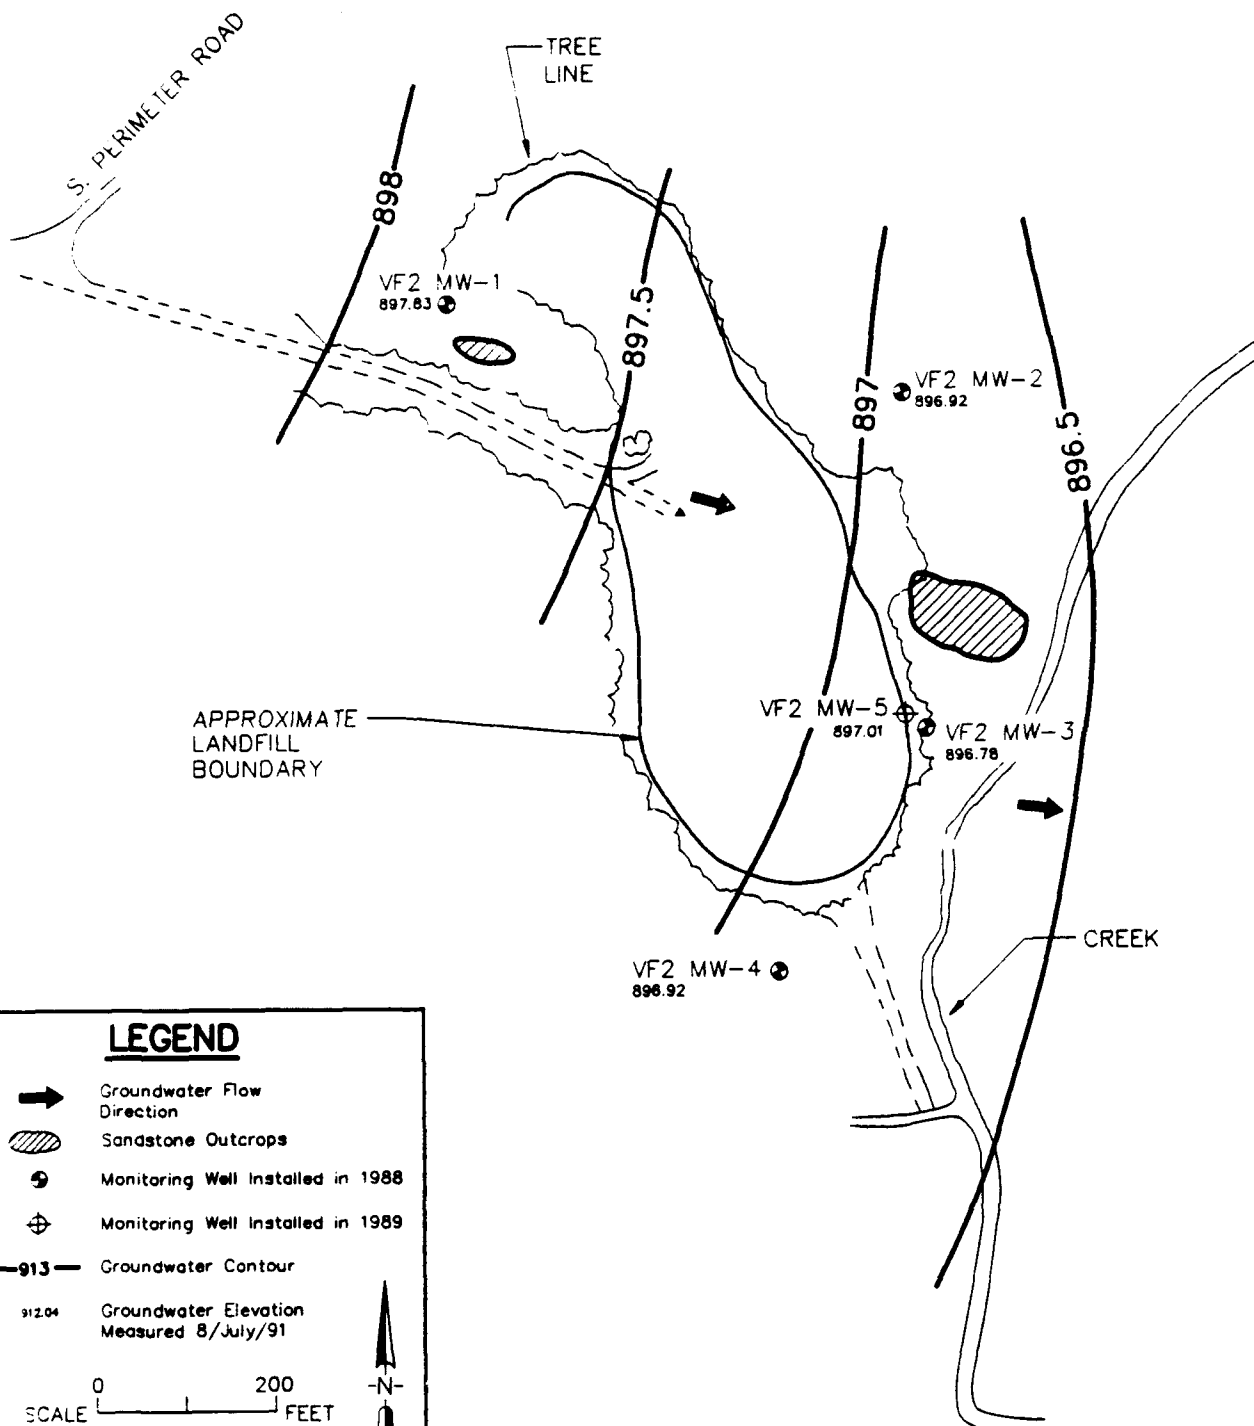 S. PERIMETER ROAD
TREE
LINE
898
VF2 MW-1
897.83
897.5
VF2 MW-2
896.92
897
896.5
VF2 MW-5
897.01
VF2 MW-3
896.78
APPROXIMATE
LANDFILL
BOUNDARY
VF2 MW-4
896.92
CREEK
LEGEND
Groundwater Flow
Direction
Sandstone Outcrops
Monitoring Well Installed in 1988
Monitoring Well Installed in 1989
913
Groundwater Contour
912.04
Groundwater Elevation
Measured 8/July/91
0 200
SCALE FEET
-N-